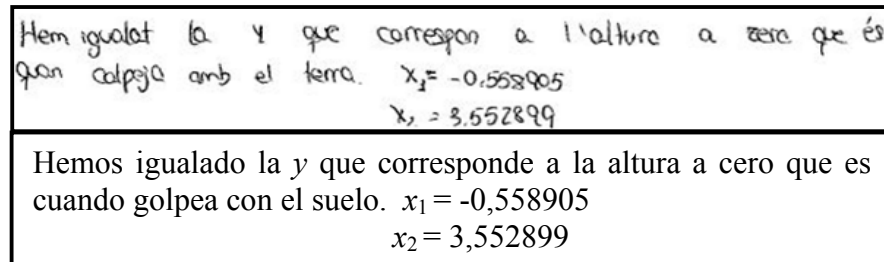 Hem igualat la y que correspon a l'altura a zero que és
quan colpeja amb el terra. x₁= -0,558905
x₂ = 3,552899
Hemos igualado la y que corresponde a la altura a cero que es
cuando golpea con el suelo. x₁ = -0,558905
x₂ = 3,552899